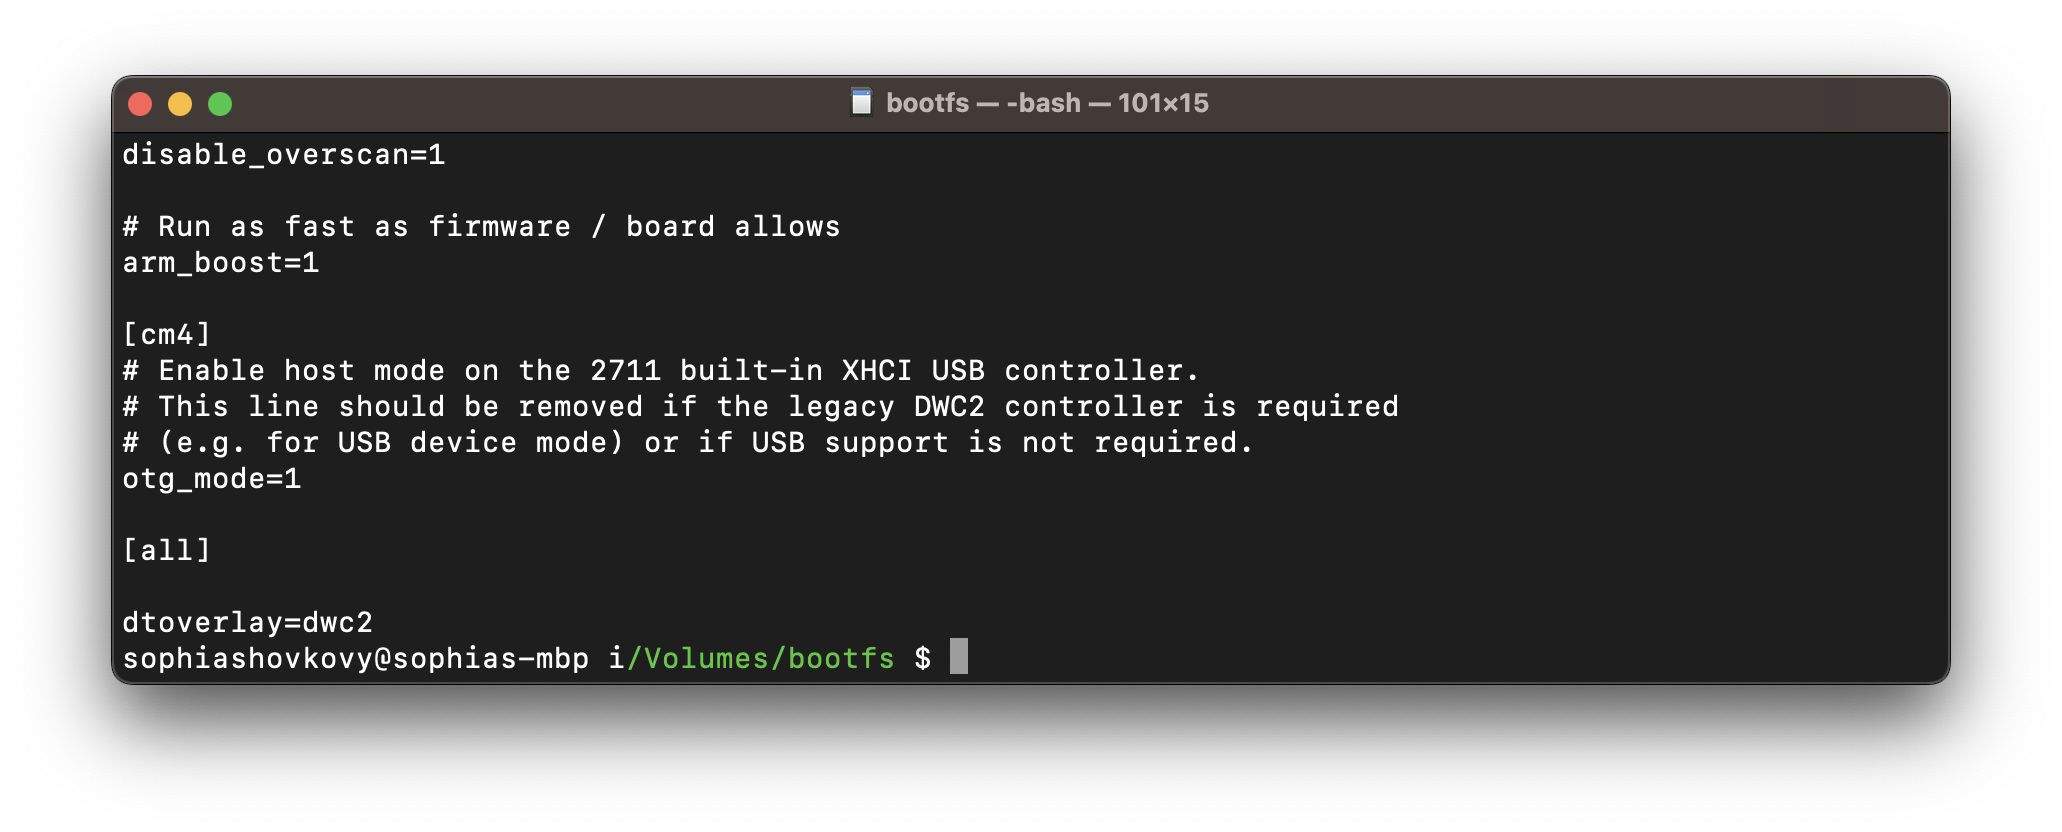 bootfs — -bash — 101×15
disable_overscan=1
# Run as fast as firmware / board allows
arm_boost=1
[cm4]
# Enable host mode on the 2711 built-in XHCI USB controller.
# This line should be removed if the legacy DWC2 controller is required
# (e.g. for USB device mode) or if USB support is not required.
otg_mode=1
[all]
dtoverlay=dwc2
sophiashovkovy@sophias-mbp i/Volumes/bootfs $